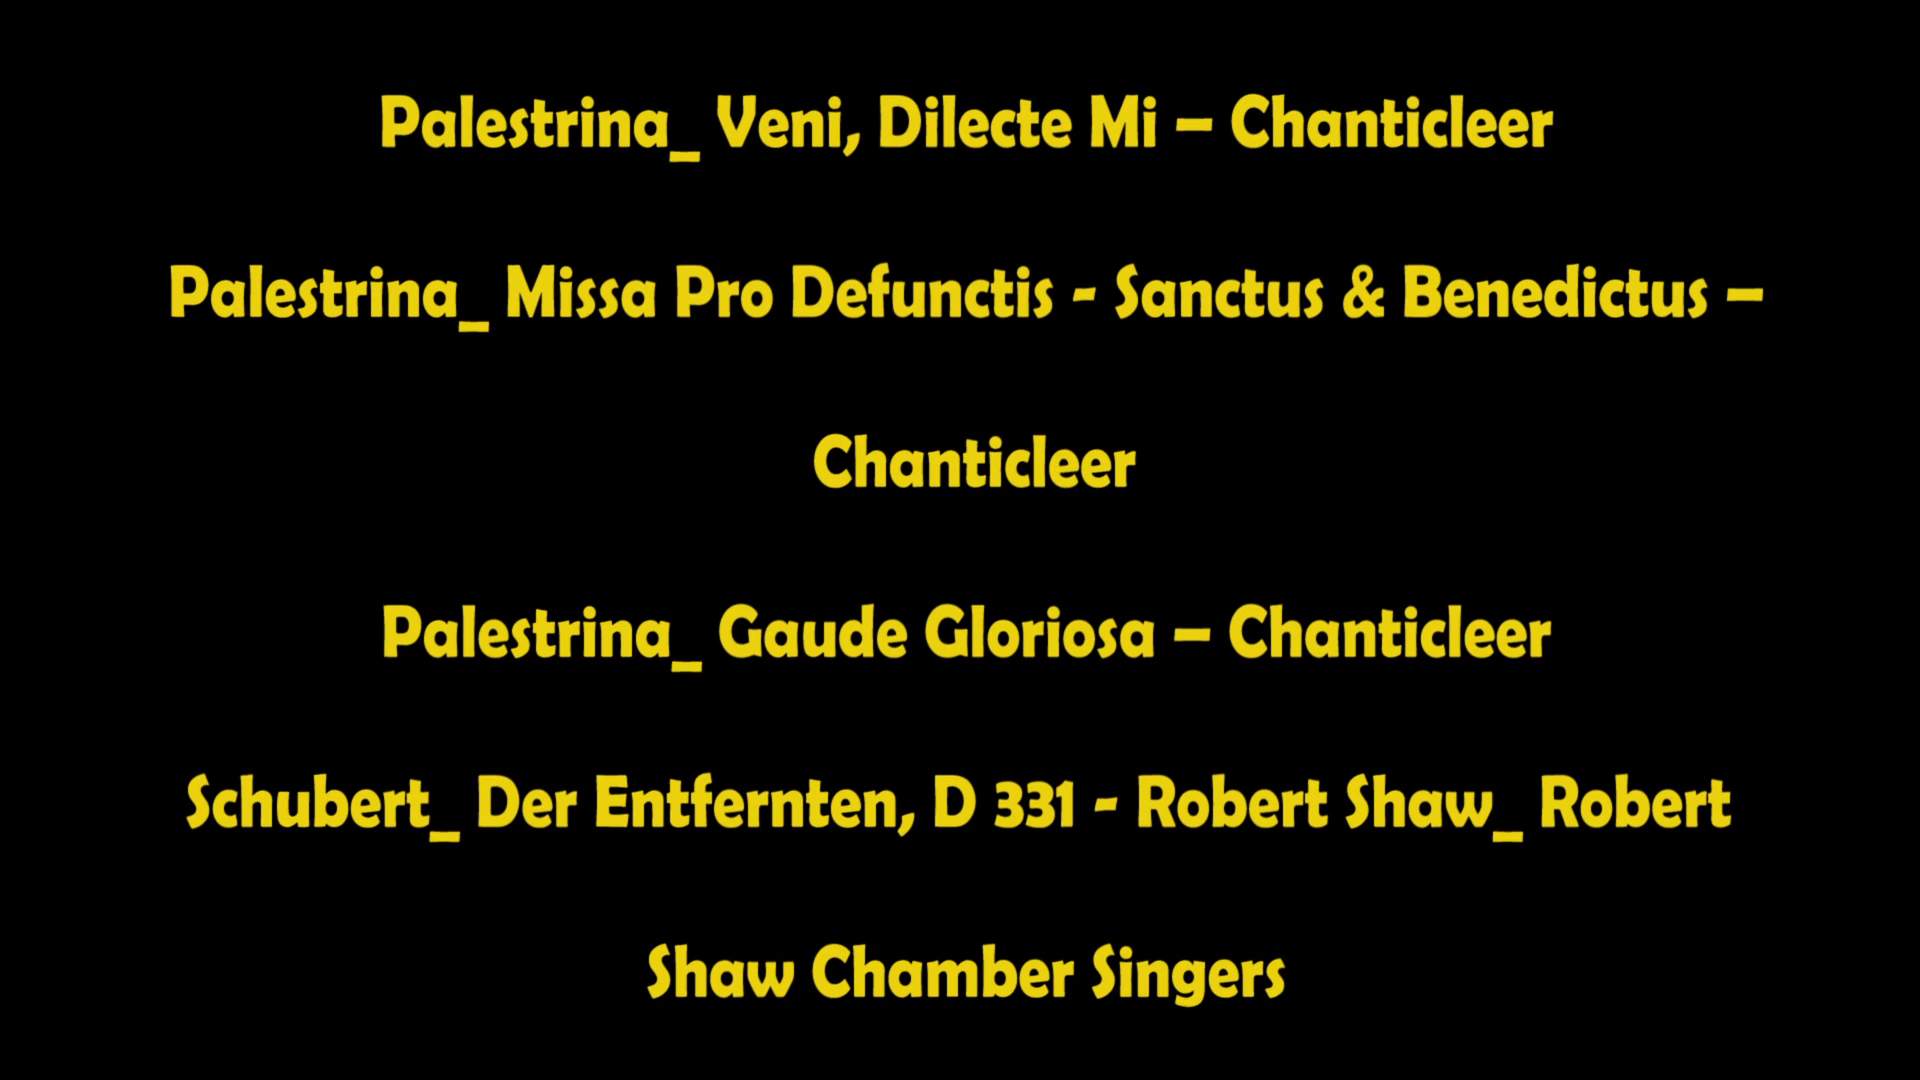 Palestrina_ Veni, Dilecte Mi – Chanticleer
Palestrina_ Missa Pro Defunctis - Sanctus & Benedictus –
Chanticleer
Palestrina_ Gaude Gloriosa – Chanticleer
Schubert_ Der Entfernten, D 331 - Robert Shaw_ Robert
Shaw Chamber Singers